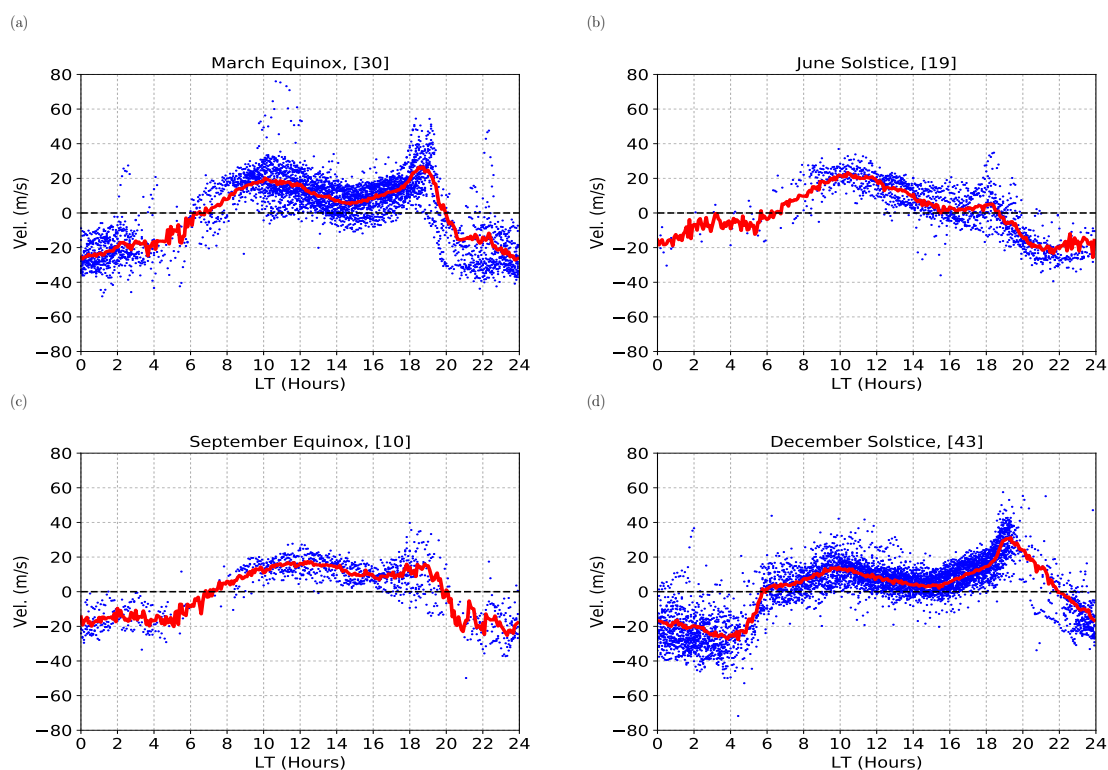 (a)
March Equinox, [30]
Vel. (m/s)
80
60
40
20
0
−20
−40
−60
−80
0 2 4 6 8 10 12 14 16 18 20 22 24
LT (Hours)
(b)
June Solstice, [19]
Vel. (m/s)
80
60
40
20
0
−20
−40
−60
−80
0 2 4 6 8 10 12 14 16 18 20 22 24
LT (Hours)
(c)
September Equinox, [10]
Vel. (m/s)
80
60
40
20
0
−20
−40
−60
−80
0 2 4 6 8 10 12 14 16 18 20 22 24
LT (Hours)
(d)
December Solstice, [43]
Vel. (m/s)
80
60
40
20
0
−20
−40
−60
−80
0 2 4 6 8 10 12 14 16 18 20 22 24
LT (Hours)